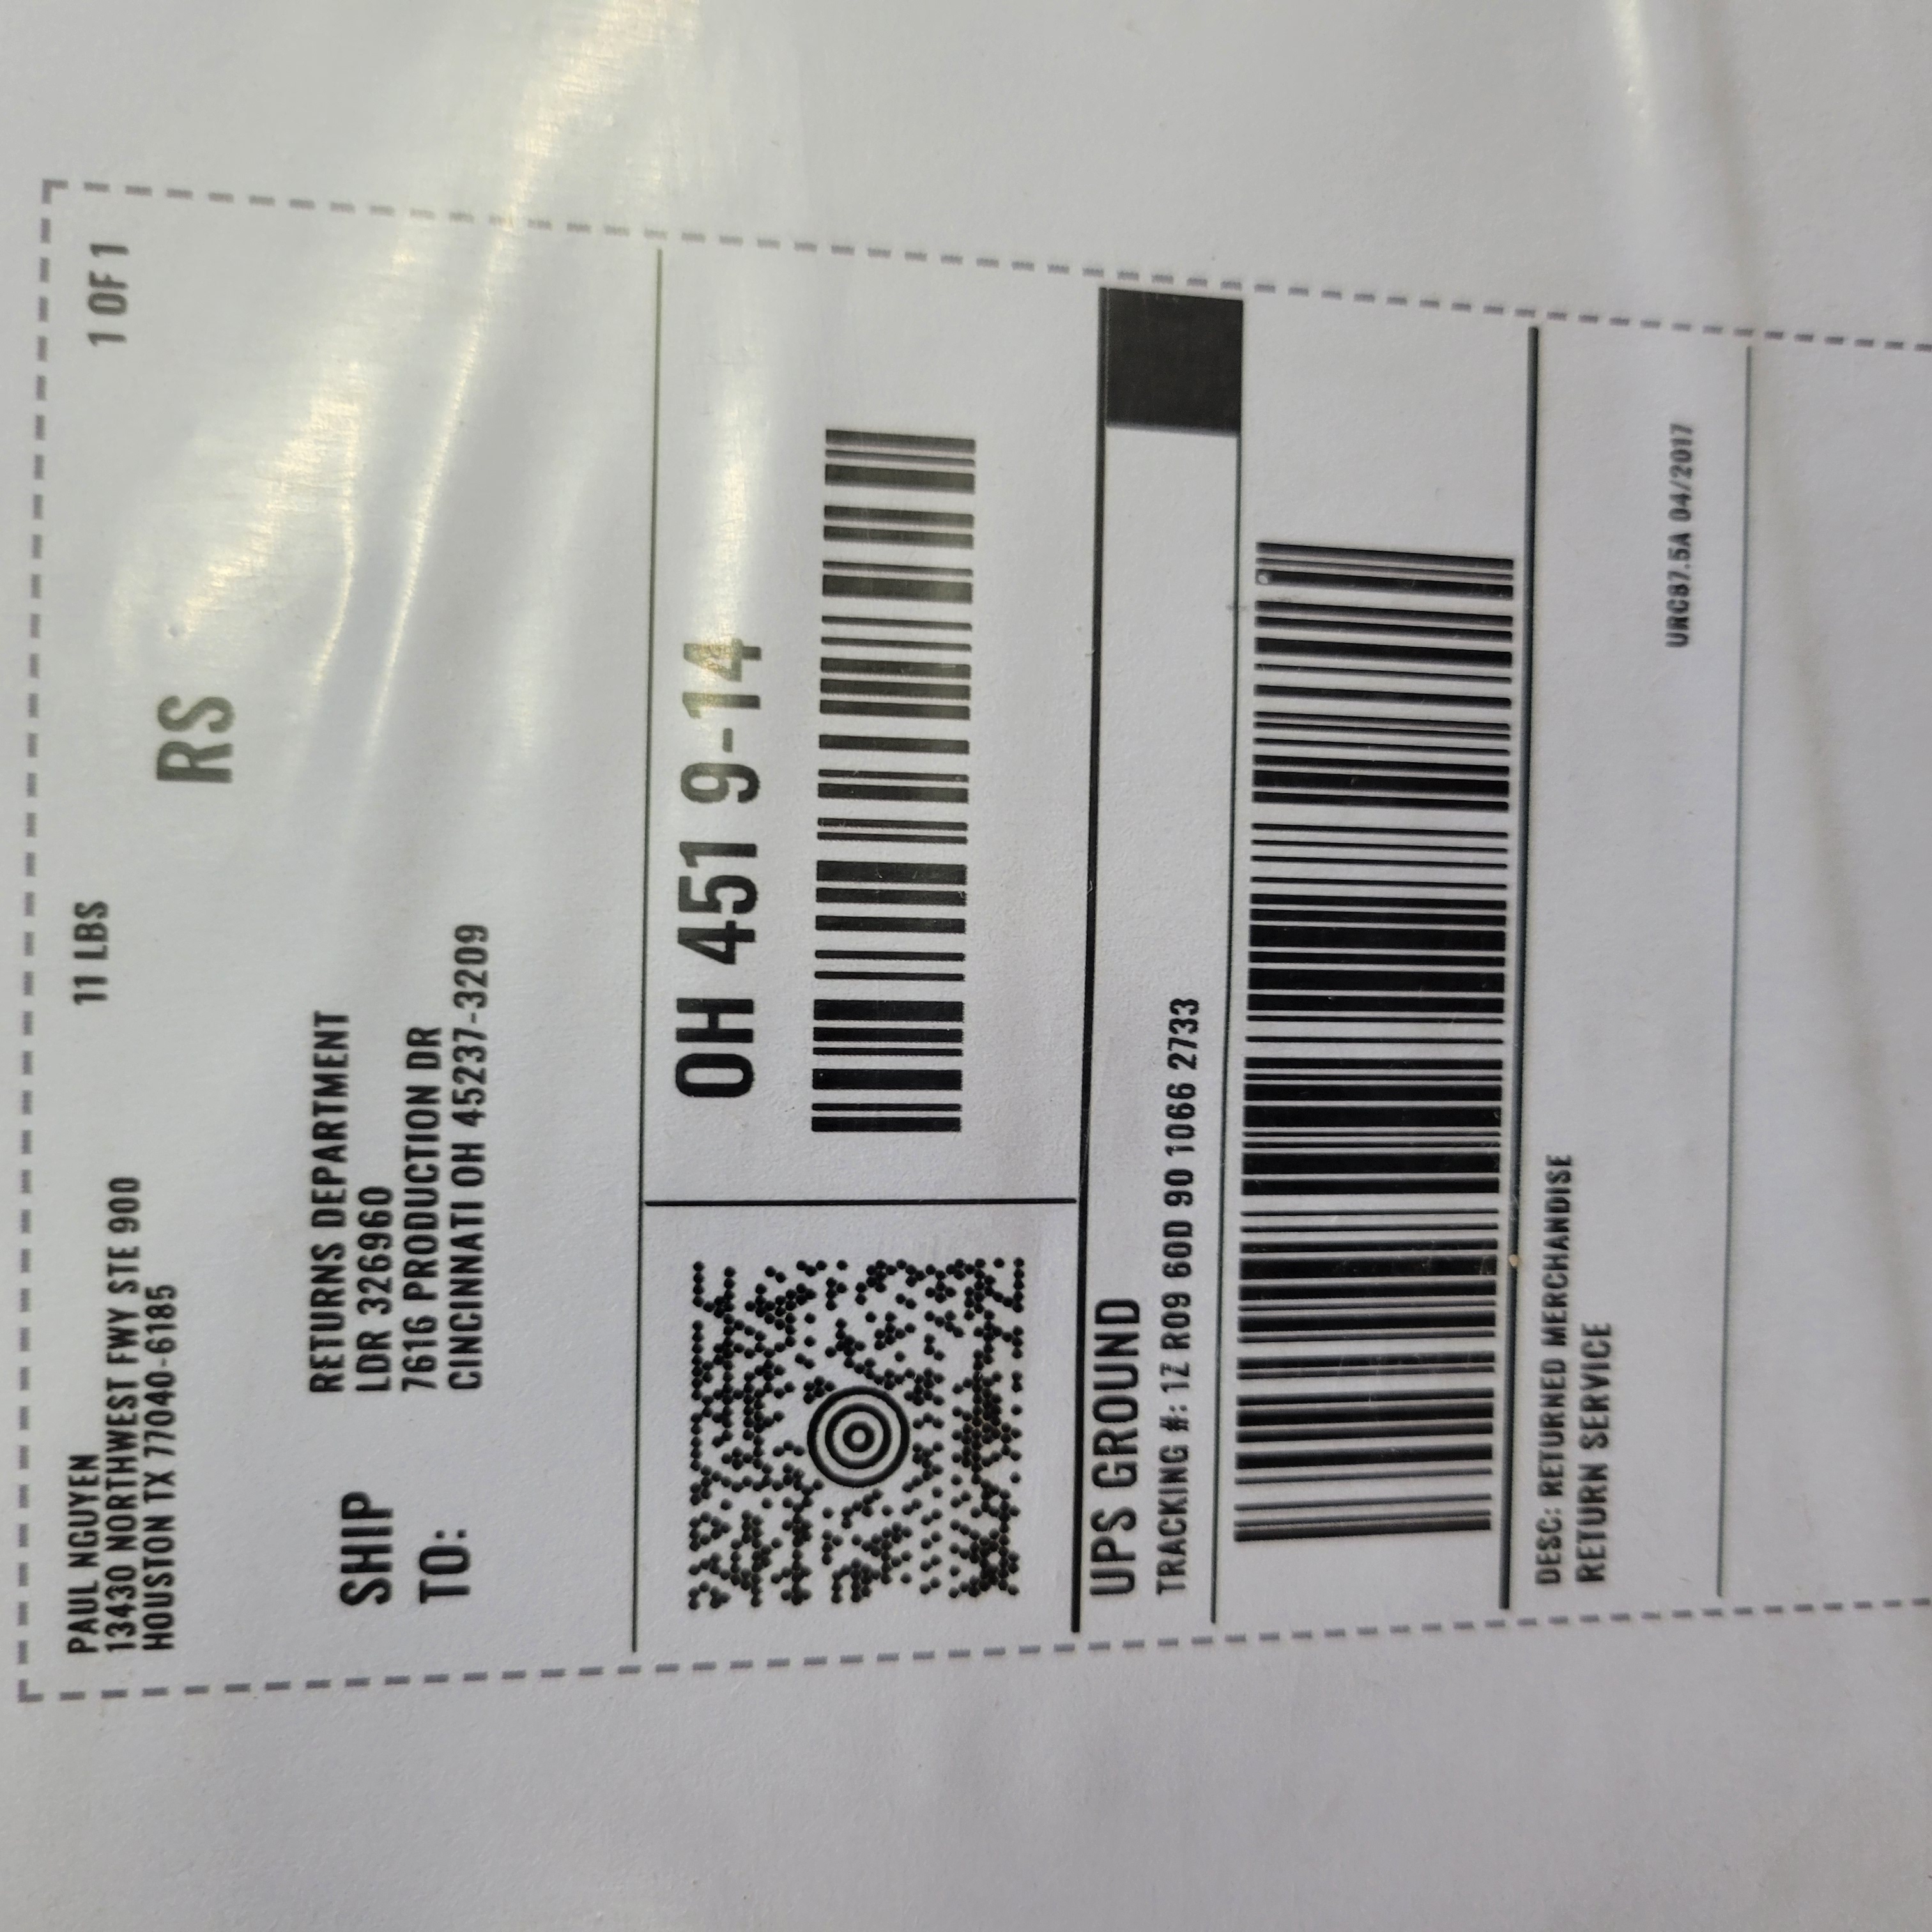 PAUL NGUYEN
11 LBS
1 OF 1
13430 NORTHWEST FWY STE 900
HOUSTON TX 77040-6185
RS
SHIP
TO:
RETURNS DEPARTMENT
LDR 326960
7616 PRODUCTION DR
CINCINNATI OH 45237-3209
OH 451 9-14
UPS GROUND
TRACKING #: 1Z R09 60D 90 1066 2733
DESC: RETURNED MERCHANDISE
RETURN SERVICE
URC87.5A 04/2017